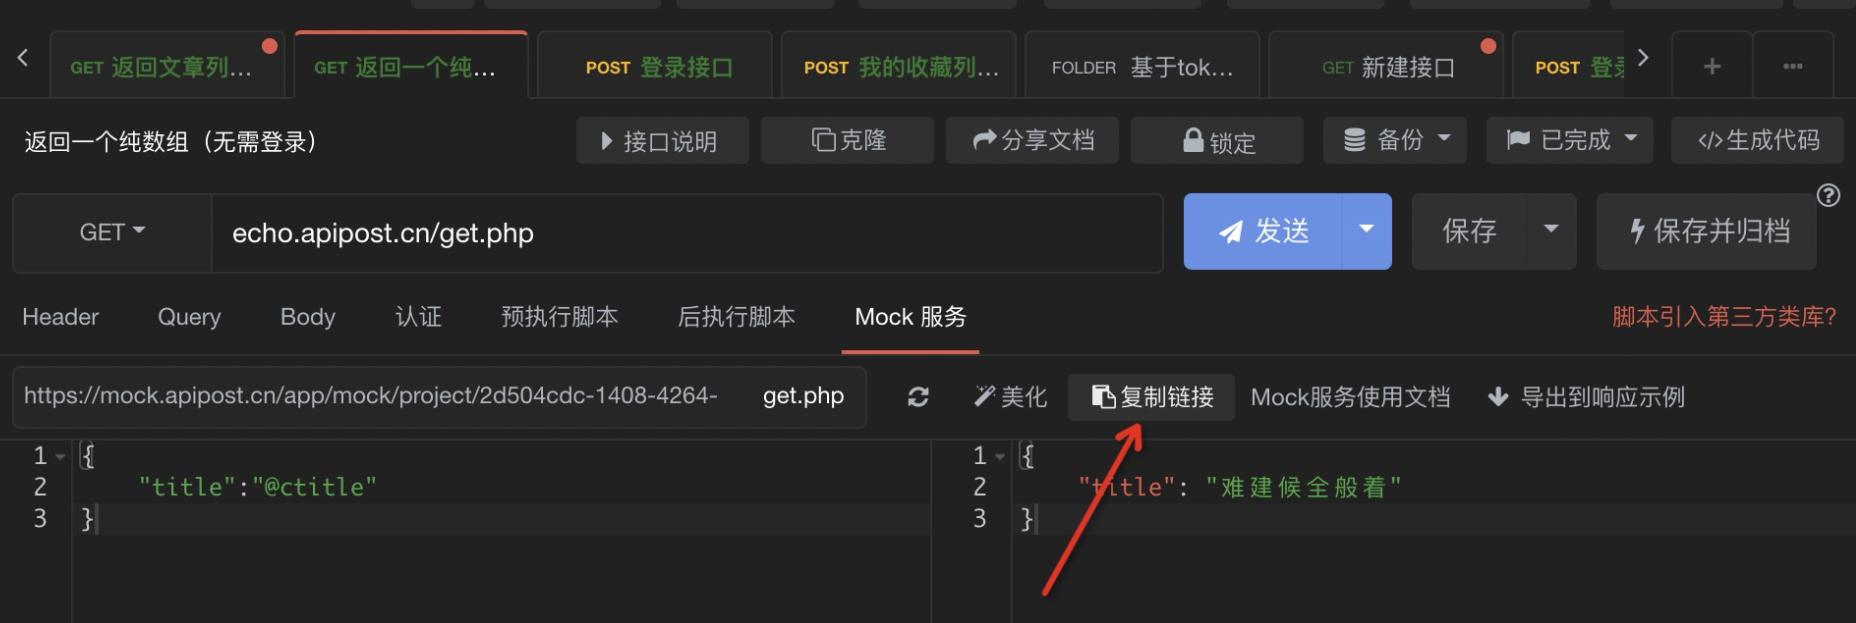 GET 返回文章列... GET 返回一个纯... POST 登录接口 POST 我的收藏列... FOLDER 基于tok... GET 新建接口 POST + ...
返回一个纯数组（无需登录） 接口说明 克隆 分享文档 锁定 备份 已完成 </>生成代码
GET echo.apipost.cn/get.php 发送 保存 保存并归档 ?
Header Query Body 认证 预执行脚本 后执行脚本 Mock 服务 脚本引入第三方类库?
https://mock.apipost.cn/app/mock/project/2d504cdc-1408-4264- get.php 美化 复制链接 Mock服务使用文档 导出到响应示例
1 {
2 "title":"@ctitle"
3 }
1 {
2 "title": "难建候全般着"
3 }